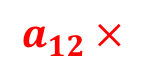 a₁₂ ×